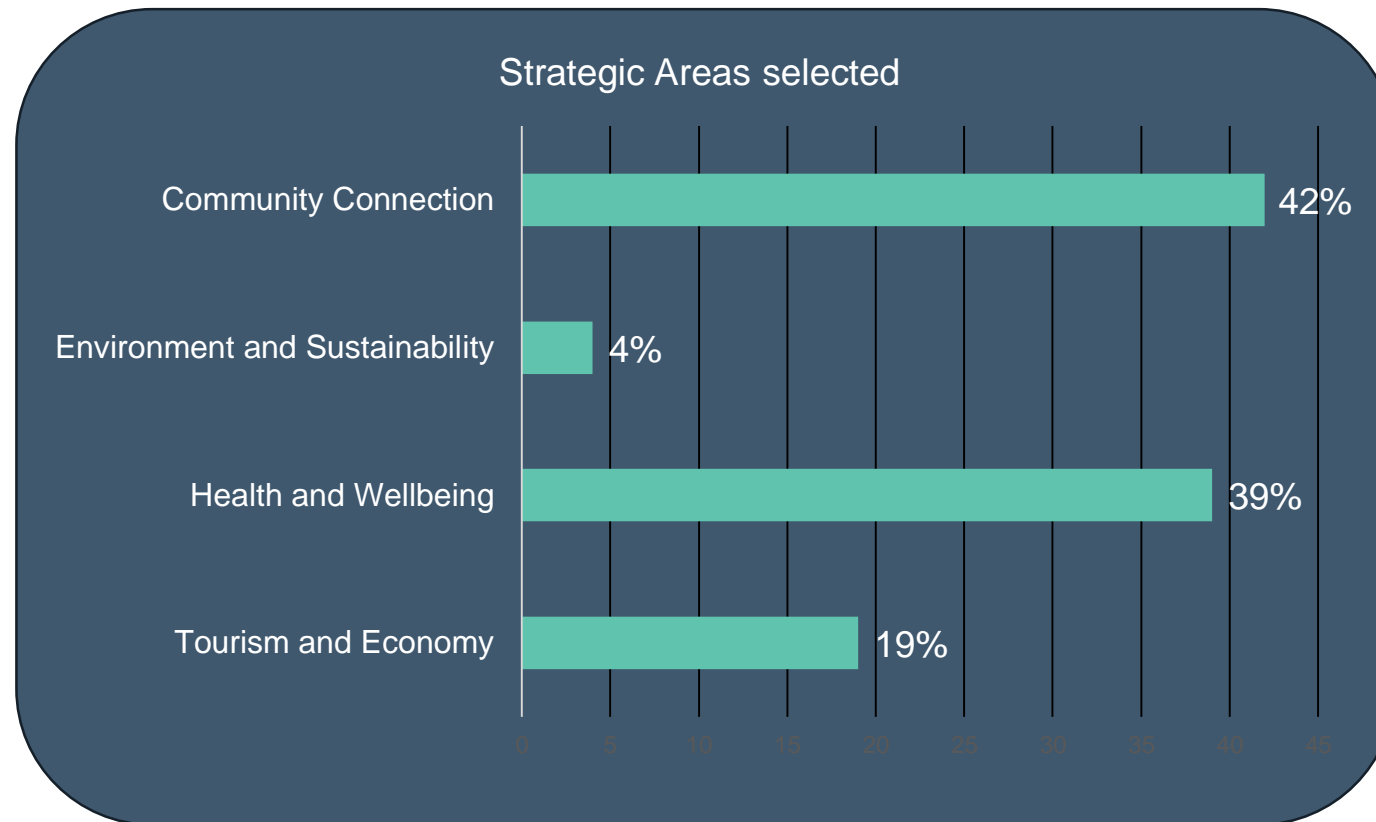 Strategic Areas selected
Community Connection
42%
Environment and Sustainability
4%
Health and Wellbeing
39%
Tourism and Economy
19%
0 5 10 15 20 25 30 35 40 45